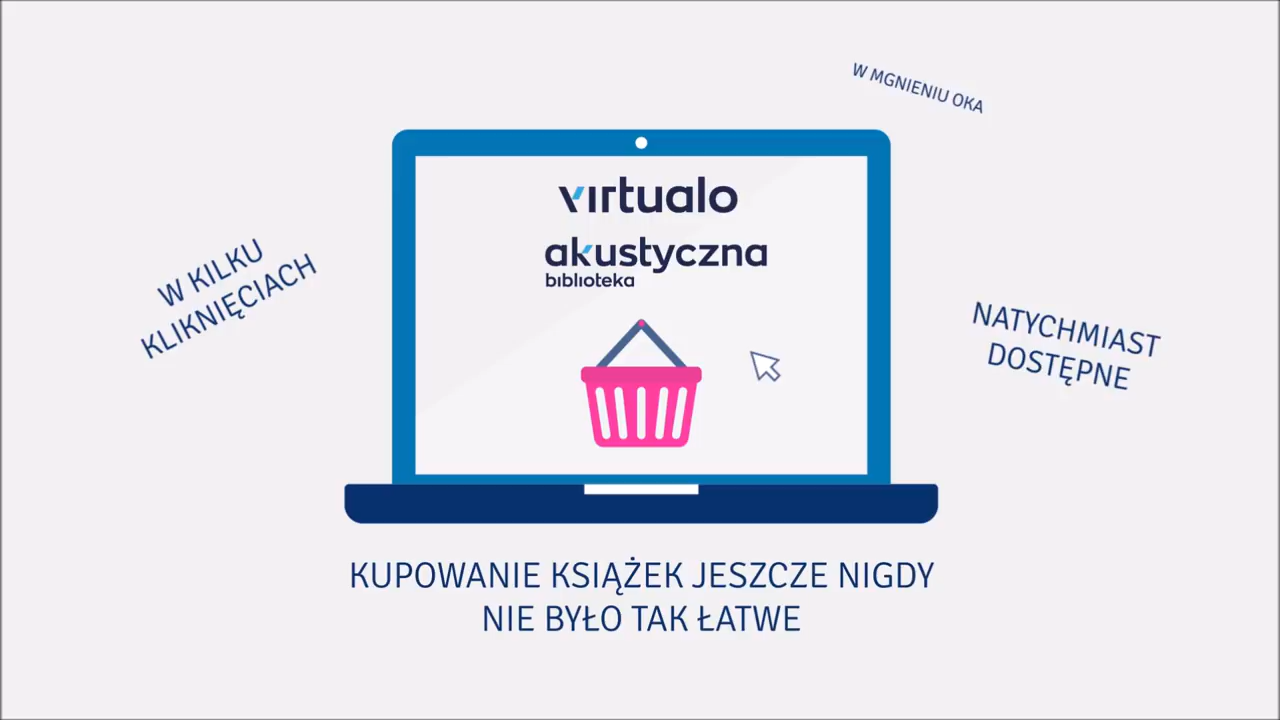 W MGNIENIU OKA
virtualo
akustyczna
biblioteka
W KILKU
KLIKNIĘCIACH
NATYCHMIAST
DOSTĘPNE
KUPOWANIE KSIĄŻEK JESZCZE NIGDY
NIE BYŁO TAK ŁATWE